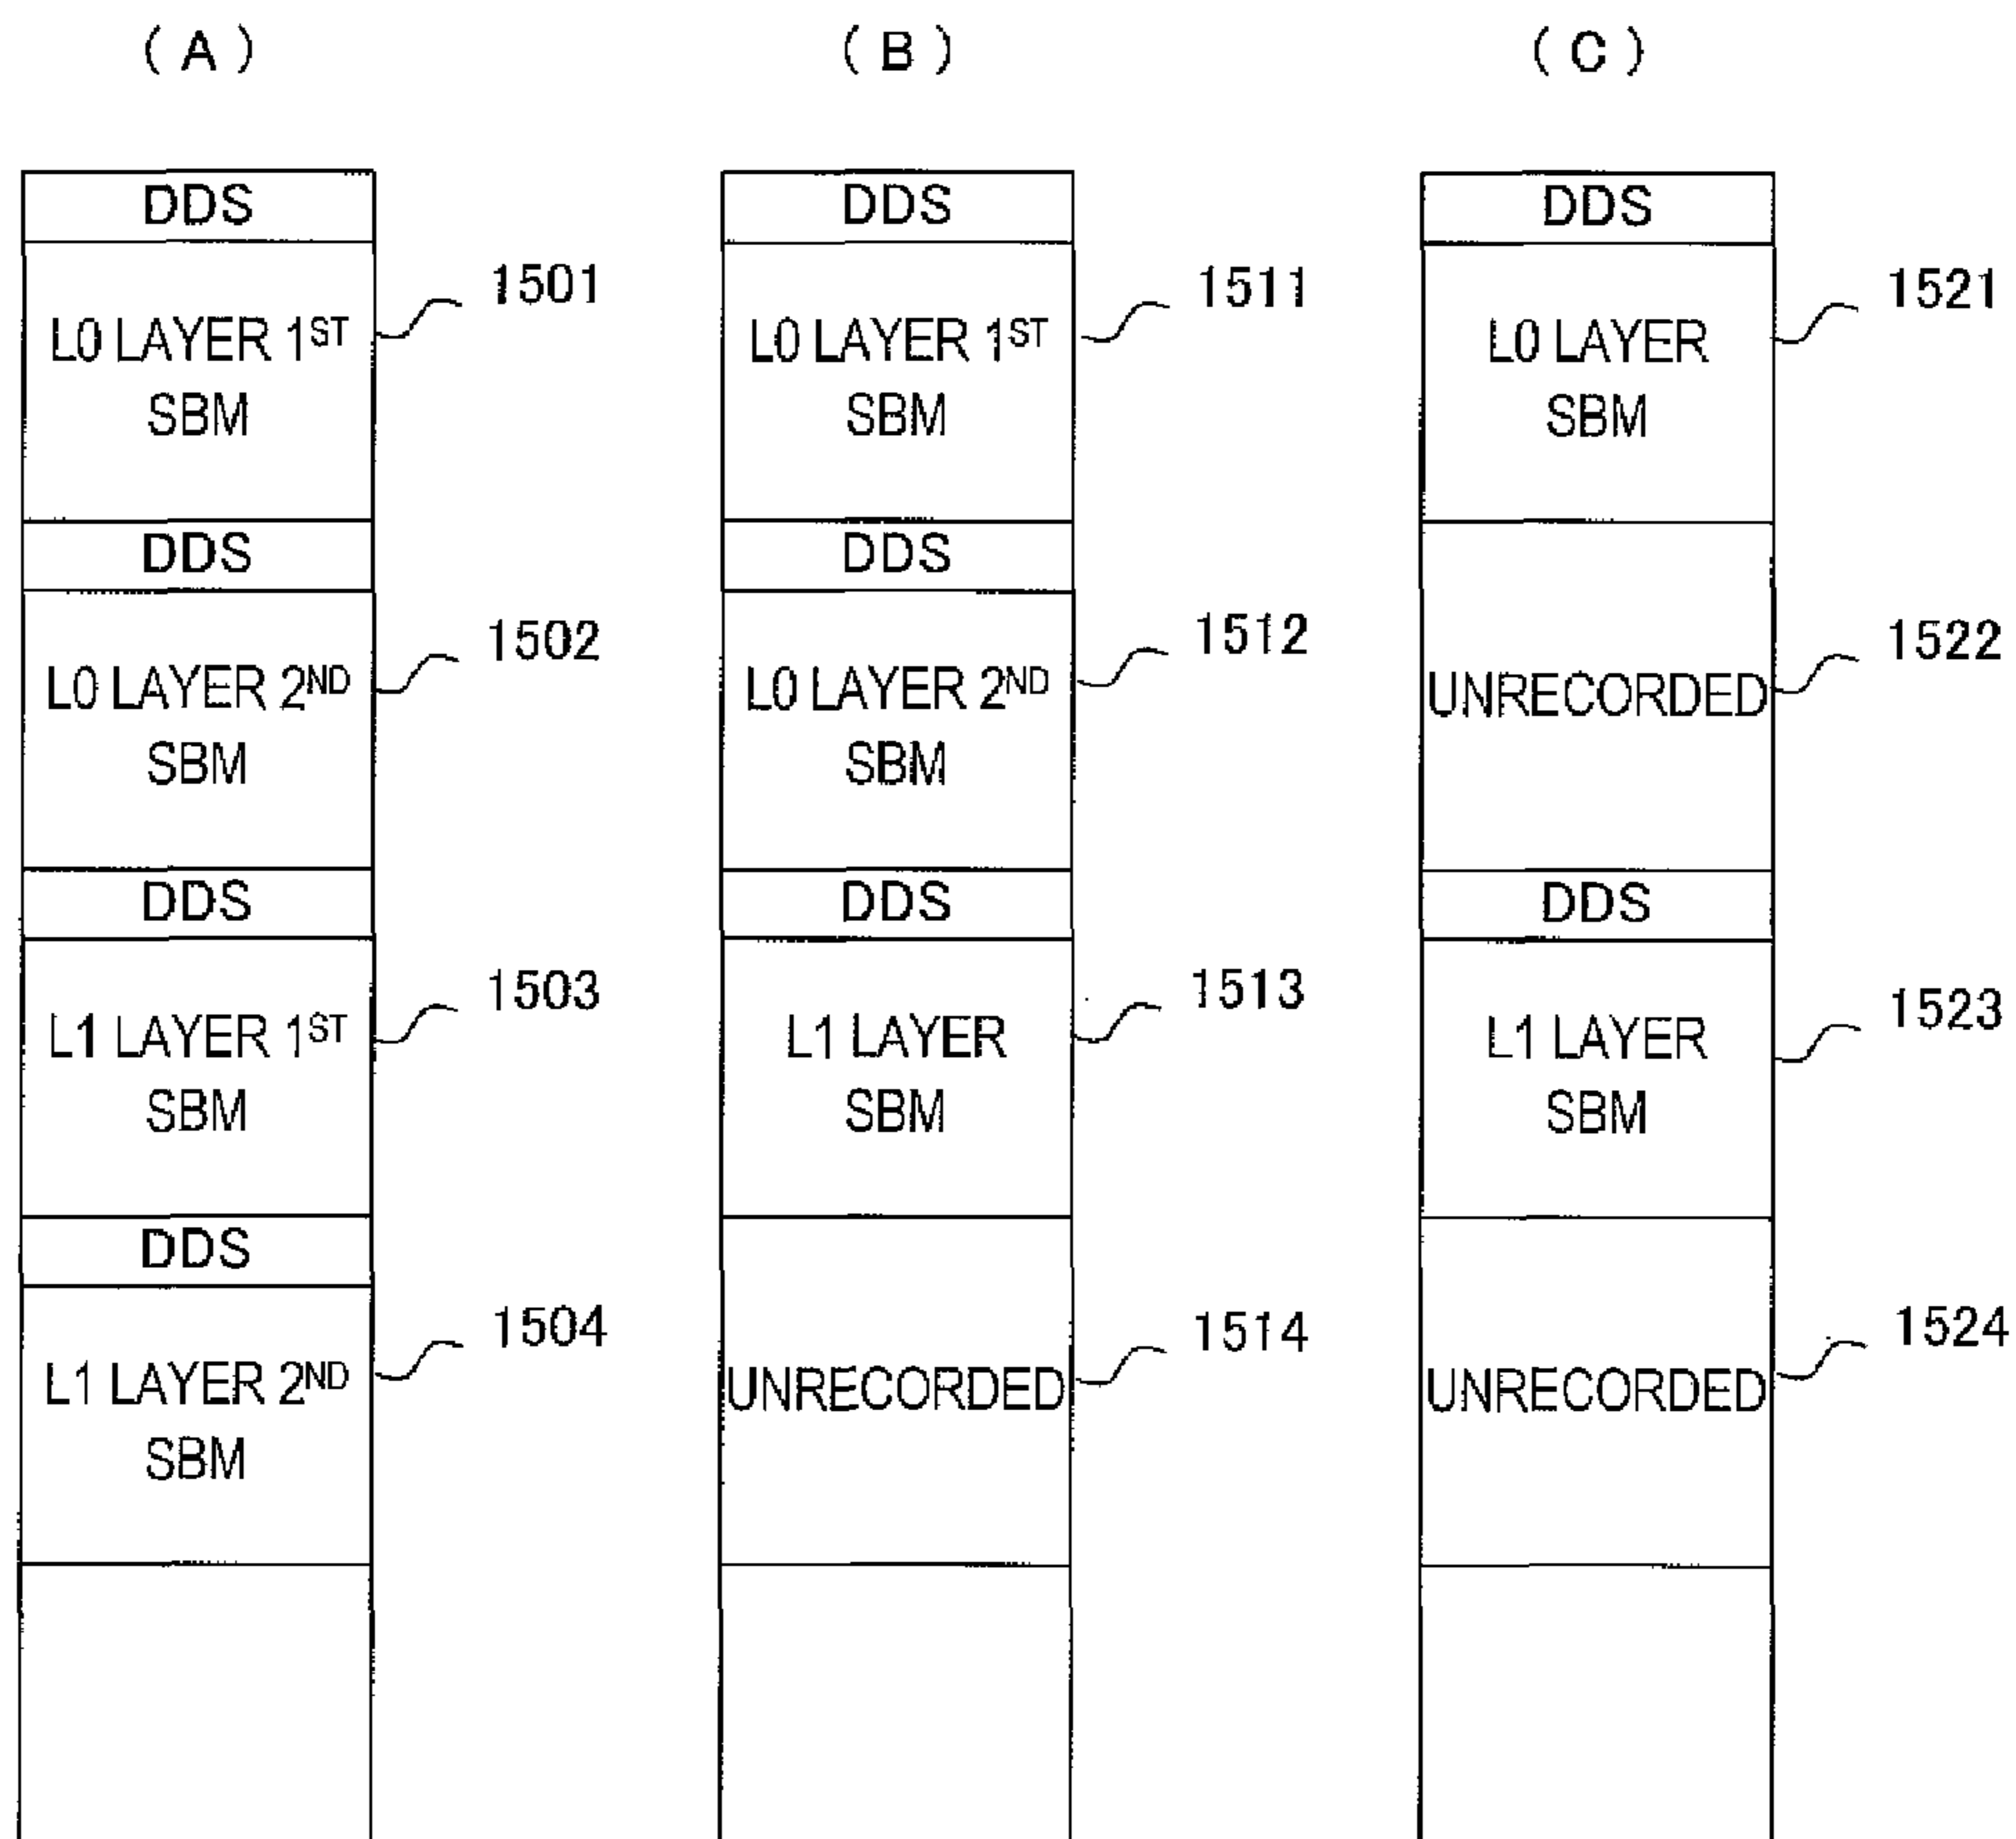 (A)
DDS
L0 LAYER 1ST
SBM
1501
DDS
L0 LAYER 2ND
SBM
1502
DDS
L1 LAYER 1ST
SBM
1503
DDS
L1 LAYER 2ND
SBM
1504
(B)
DDS
L0 LAYER 1ST
SBM
1511
DDS
L0 LAYER 2ND
SBM
1512
DDS
L1 LAYER
SBM
1513
UNRECORDED
1514
(C)
DDS
L0 LAYER
SBM
1521
UNRECORDED
1522
DDS
L1 LAYER
SBM
1523
UNRECORDED
1524